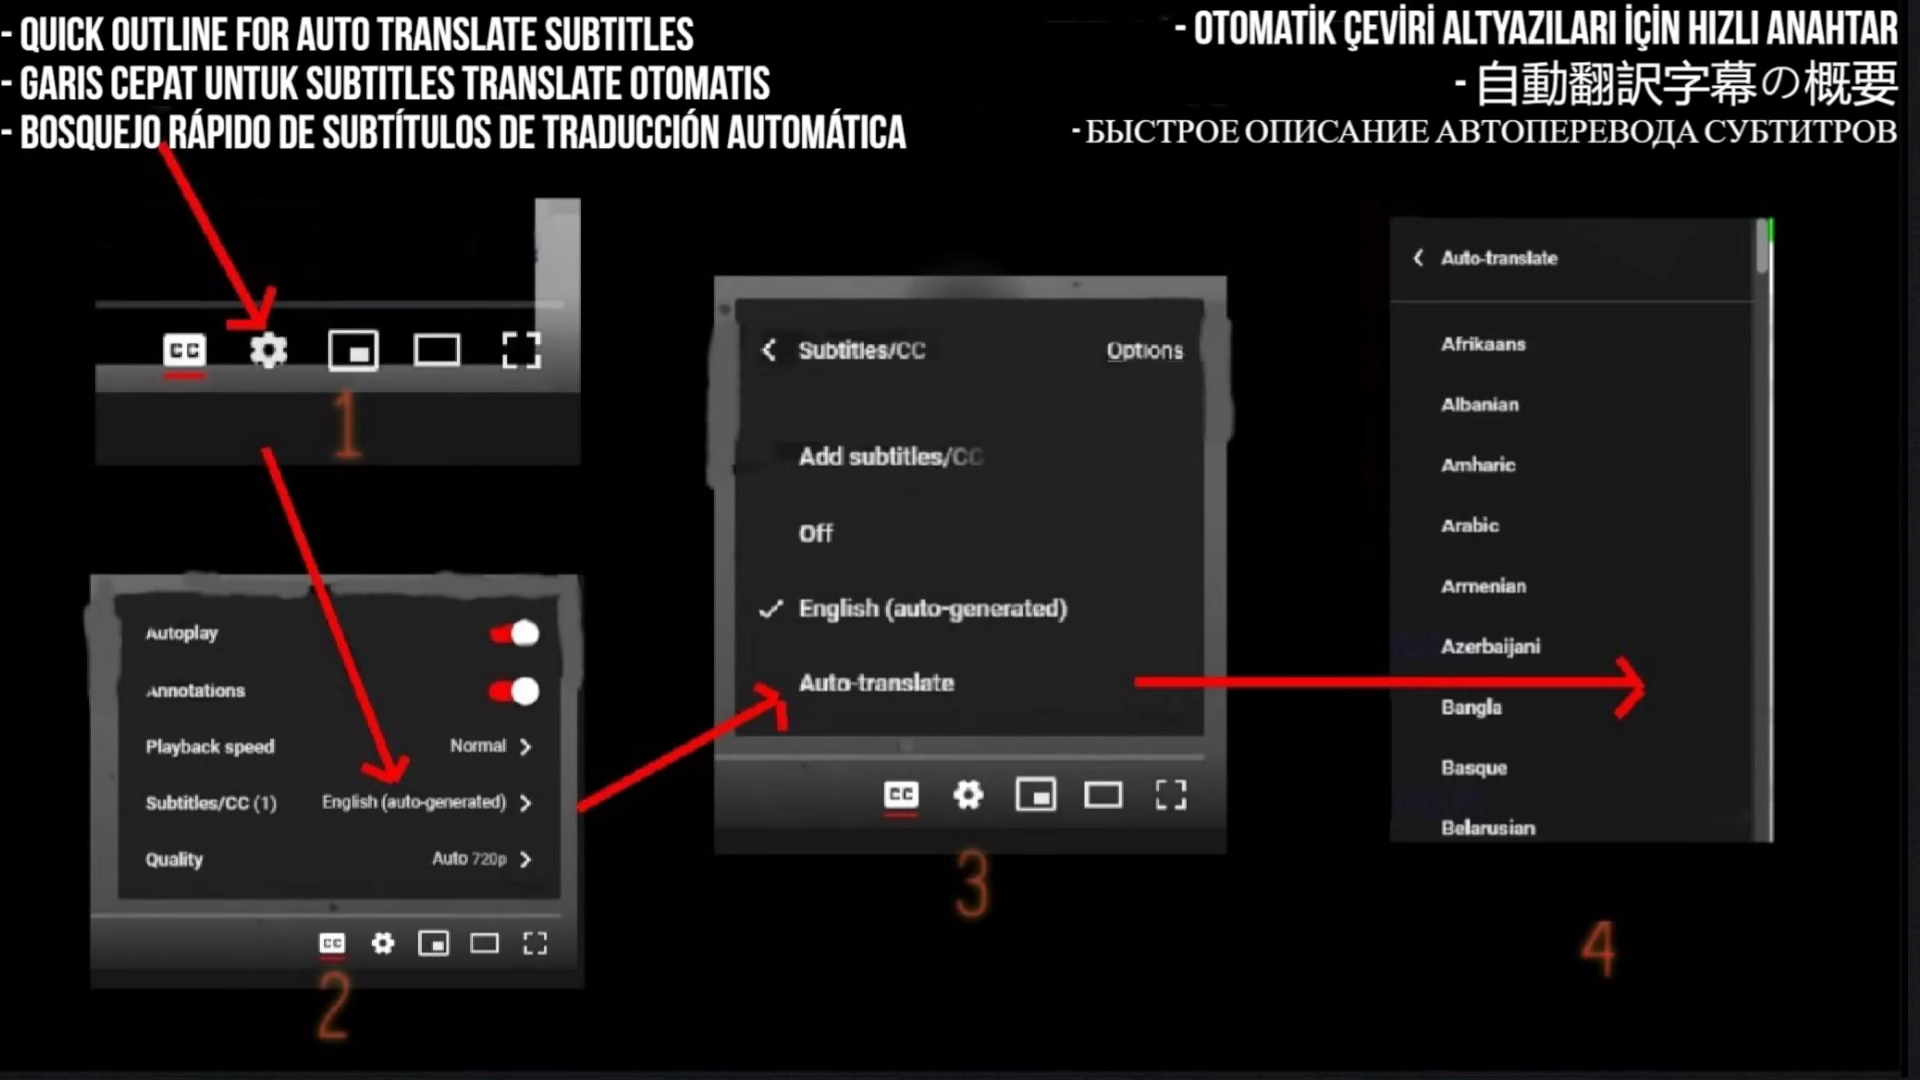 - QUICK OUTLINE FOR AUTO TRANSLATE SUBTITLES
- GARIS CEPAT UNTUK SUBTITLES TRANSLATE OTOMATIS
- BOSQUEJO RÁPIDO DE SUBTÍTULOS DE TRADUCCIÓN AUTOMÁTICA
- OTOMATİK ÇEVİRİ ALTYAZILARI İÇİN HIZLI ANAHTAR
- 自動翻訳字幕の概要
- БЫСТРОЕ ОПИСАНИЕ АВТОПЕРЕВОДА СУБТИТРОВ
CC
1
Autoplay
Annotations
Playback speed Normal
Subtitles/CC (1) English (auto-generated)
Quality Auto 720p
CC
2
Subtitles/CC Options
Add subtitles/CC
Off
English (auto-generated)
Auto-translate
CC
3
Auto-translate
Afrikaans
Albanian
Amharic
Arabic
Armenian
Azerbaijani
Bangla
Basque
Belarusian
4